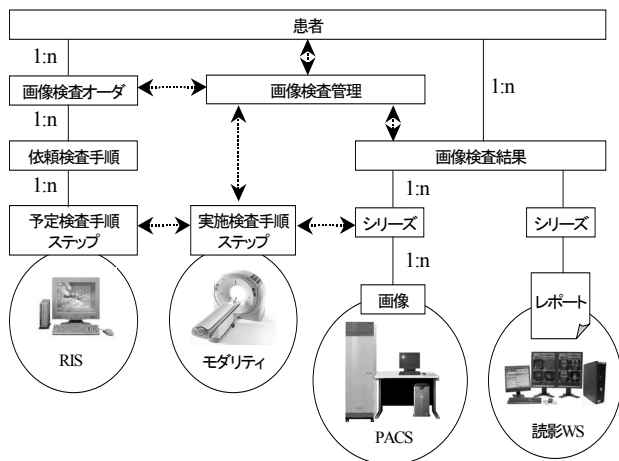 患者
1:n
画像検査オーダ
画像検査管理
1:n
1:n
依頼検査手順
画像検査結果
1:n
1:n
予定検査手順
ステップ
実施検査手順
ステップ
シリーズ
シリーズ
1:n
画像
レポート
RIS
モダリティ
PACS
読影WS